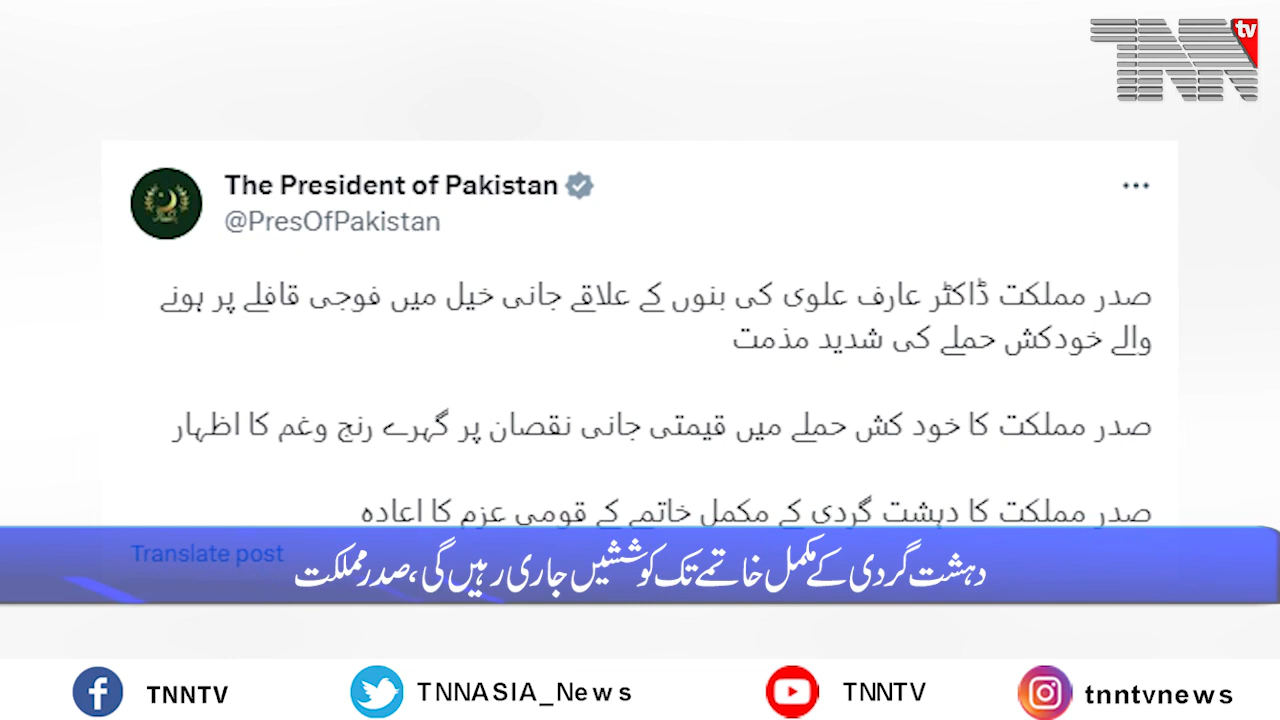 TNN tv
The President of Pakistan
@PresOfPakistan
صدر مملکت ڈاکٹر عارف علوی کی بنوں کے علاقے جانی خیل میں فوجی قافلے پر ہونے
والے خودکش حملے کی شدید مذمت
صدر مملکت کا خود کش حملے میں قیمتی جانی نقصان پر گہرے رنج وغم کا اظہار
صدر مملکت کا دہشت گردی کے مکمل خاتمے کے قومی عزم کا اعادہ
Translate post
دہشت گردی کے مکمل خاتمے تک کوششیں جاری رہیں گی، صدر مملکت
TNNTV
TNNASIA_News
TNNTV
tnntvnews